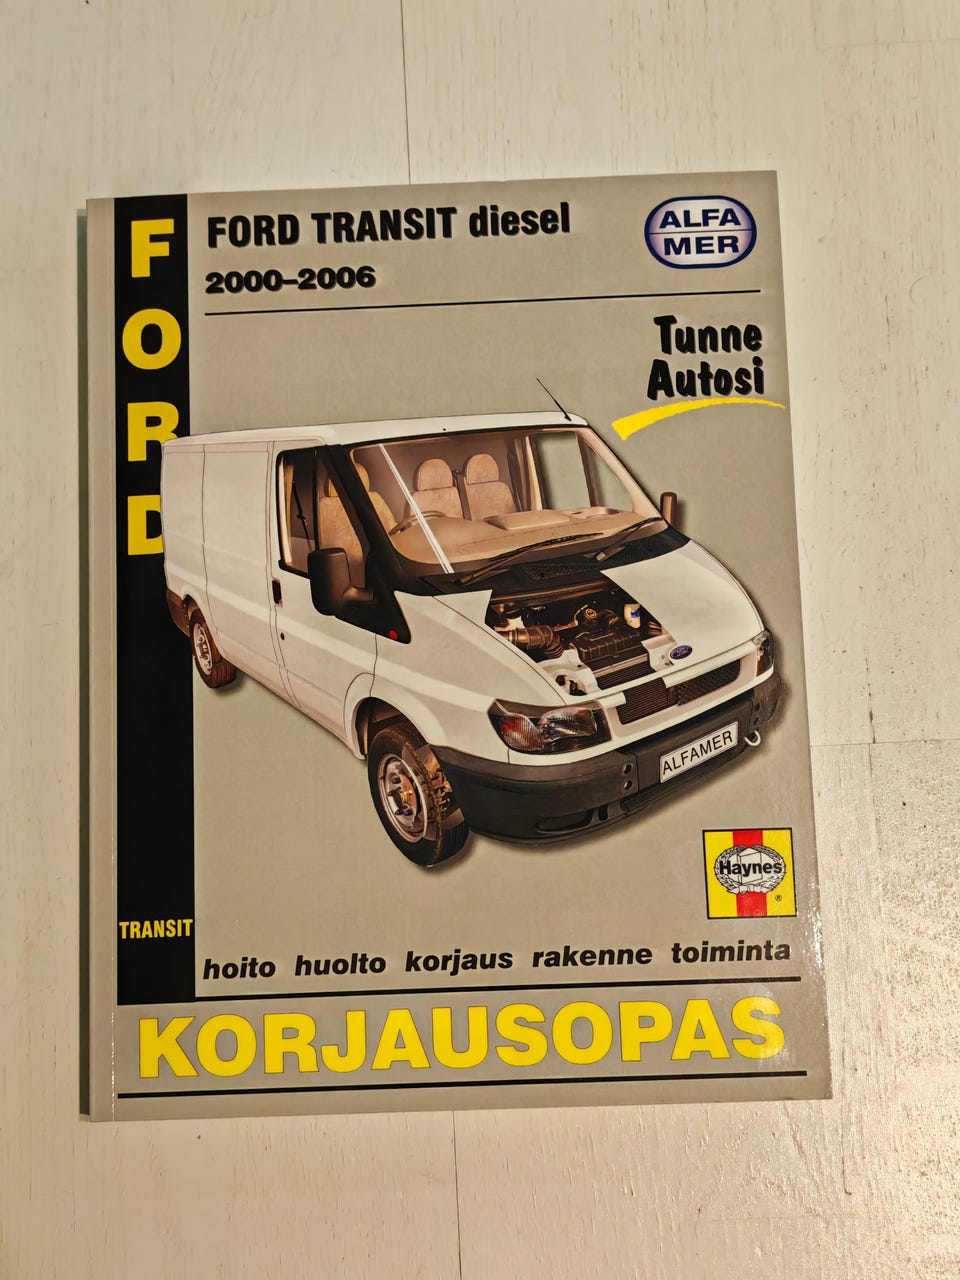 FORD
FORD TRANSIT diesel
2000–2006
ALFA
MER
Tunne
Autosi
Ford
ALFAMER
Haynes
®
TRANSIT
hoito huolto korjaus rakenne toiminta
KORJAUSOPAS